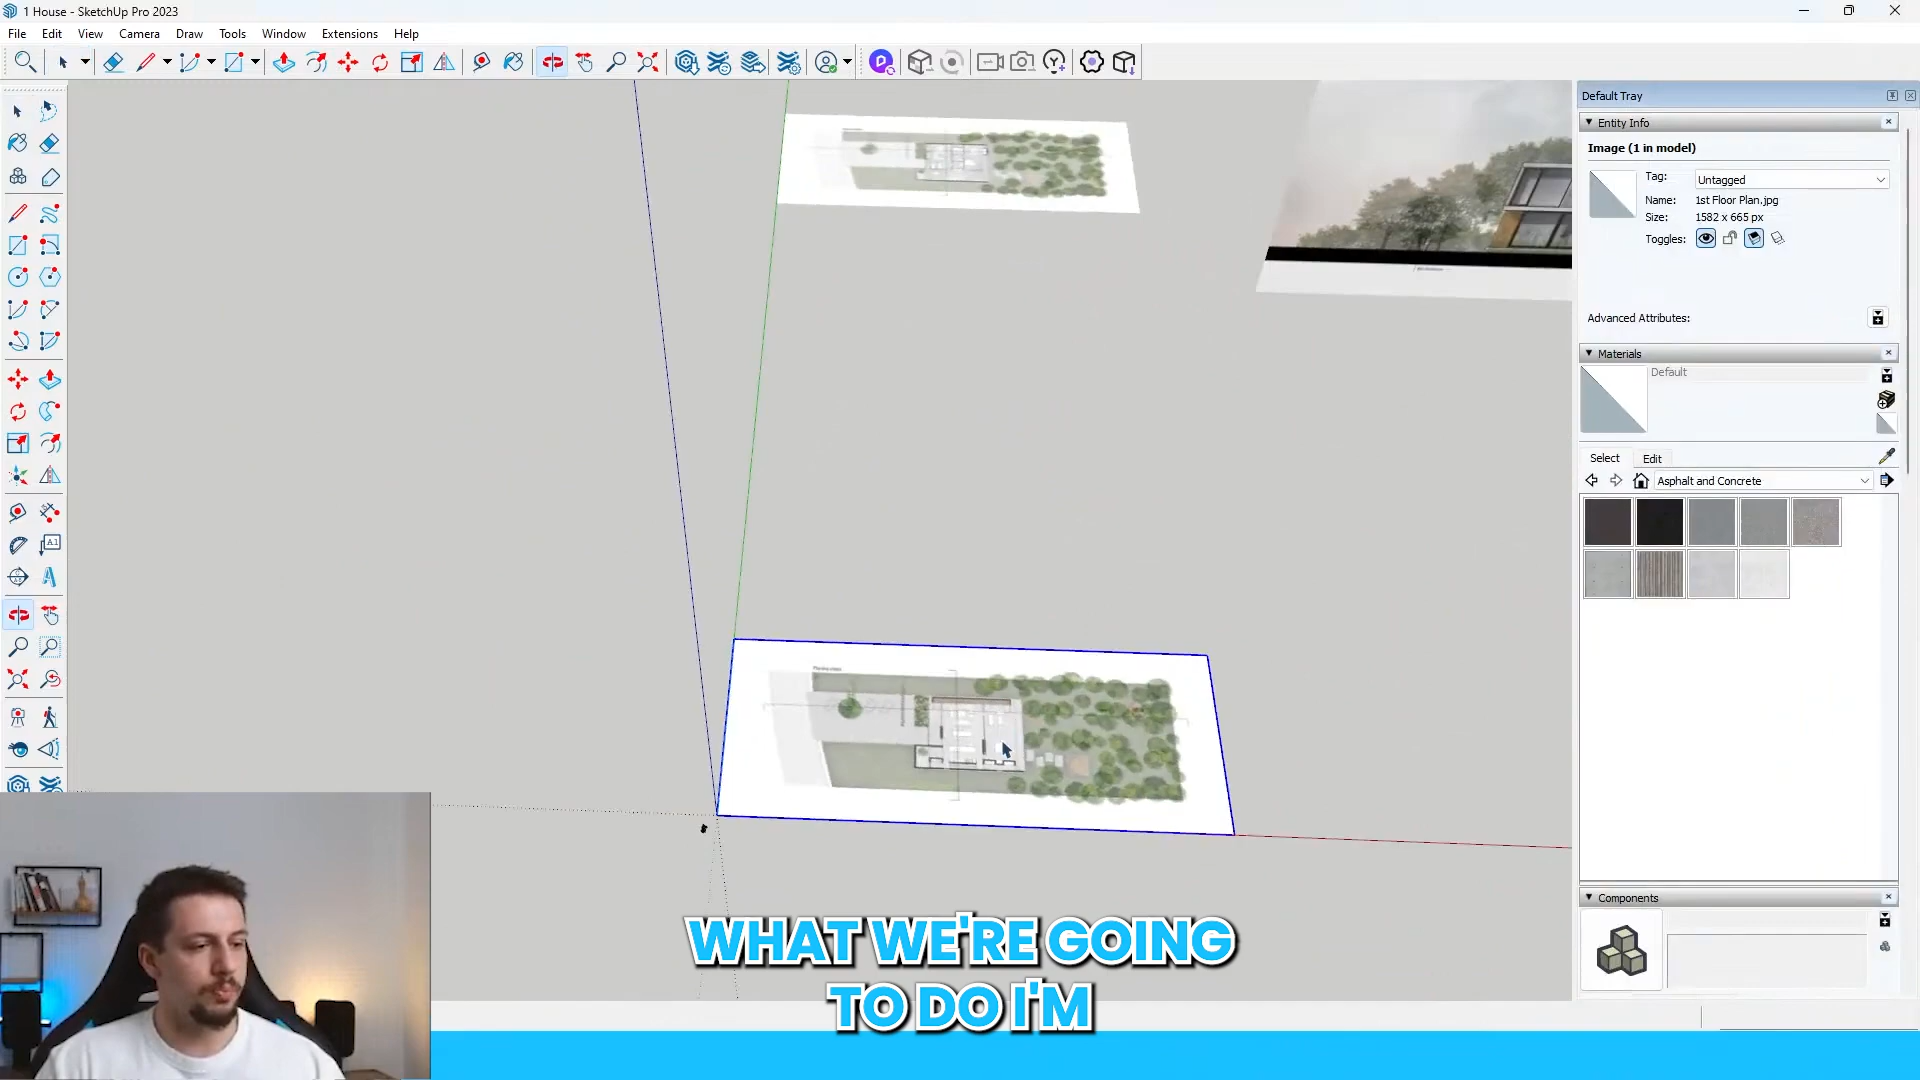 1 House - SketchUp Pro 2023
File Edit View Camera Draw Tools Window Extensions Help
Default Tray
Entity Info
Image (1 in model)
Tag: Untagged
Name: 1st Floor Plan.jpg
Size: 1582 x 665 px
Toggles:
Advanced Attributes:
Materials
Default
Select Edit
Asphalt and Concrete
Components
WHAT WE'RE GOING
TO DO I'M